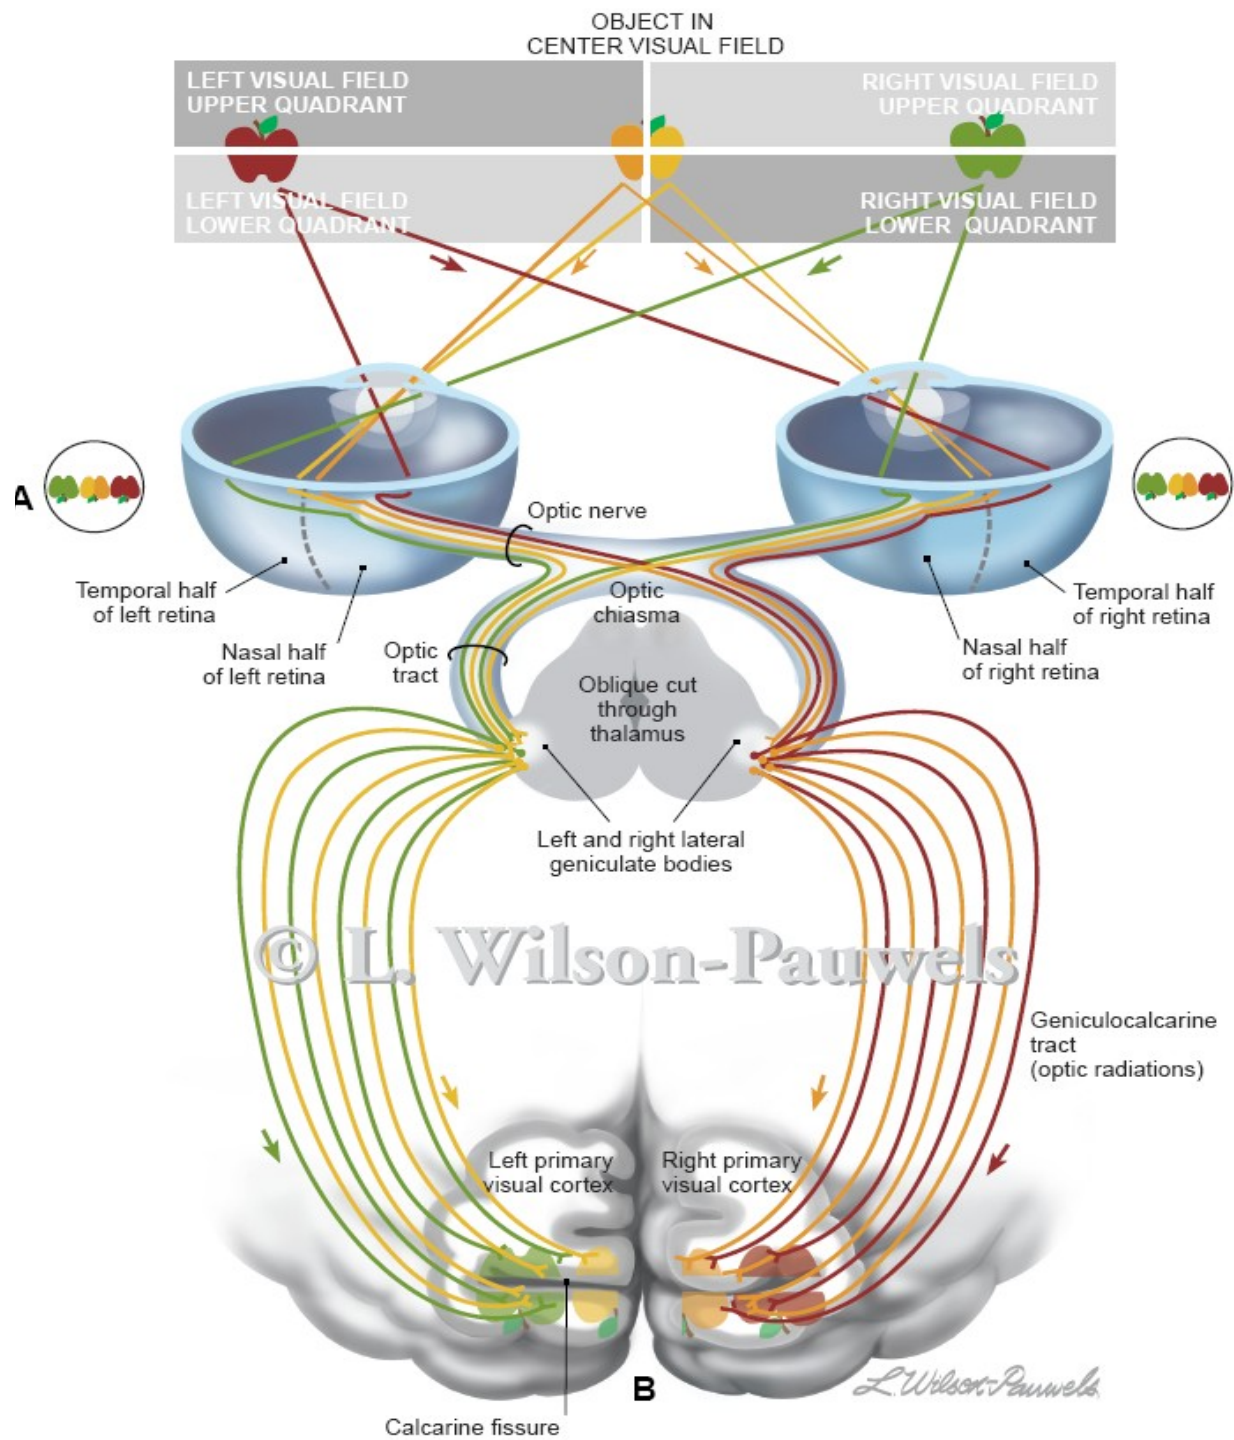 OBJECT IN
CENTER VISUAL FIELD
LEFT VISUAL FIELD
UPPER QUADRANT
RIGHT VISUAL FIELD
UPPER QUADRANT
LEFT VISUAL FIELD
LOWER QUADRANT
RIGHT VISUAL FIELD
LOWER QUADRANT
A
Optic nerve
Temporal half
of left retina
Nasal half
of left retina
Optic
chiasma
Optic
tract
Temporal half
of right retina
Nasal half
of right retina
Oblique cut
through
thalamus
Left and right lateral
geniculate bodies
© L. Wilson-Pauwels
Geniculocalcarine
tract
(optic radiations)
Left primary
visual cortex
Right primary
visual cortex
B
L. Wilson-Pauwels
Calcarine fissure